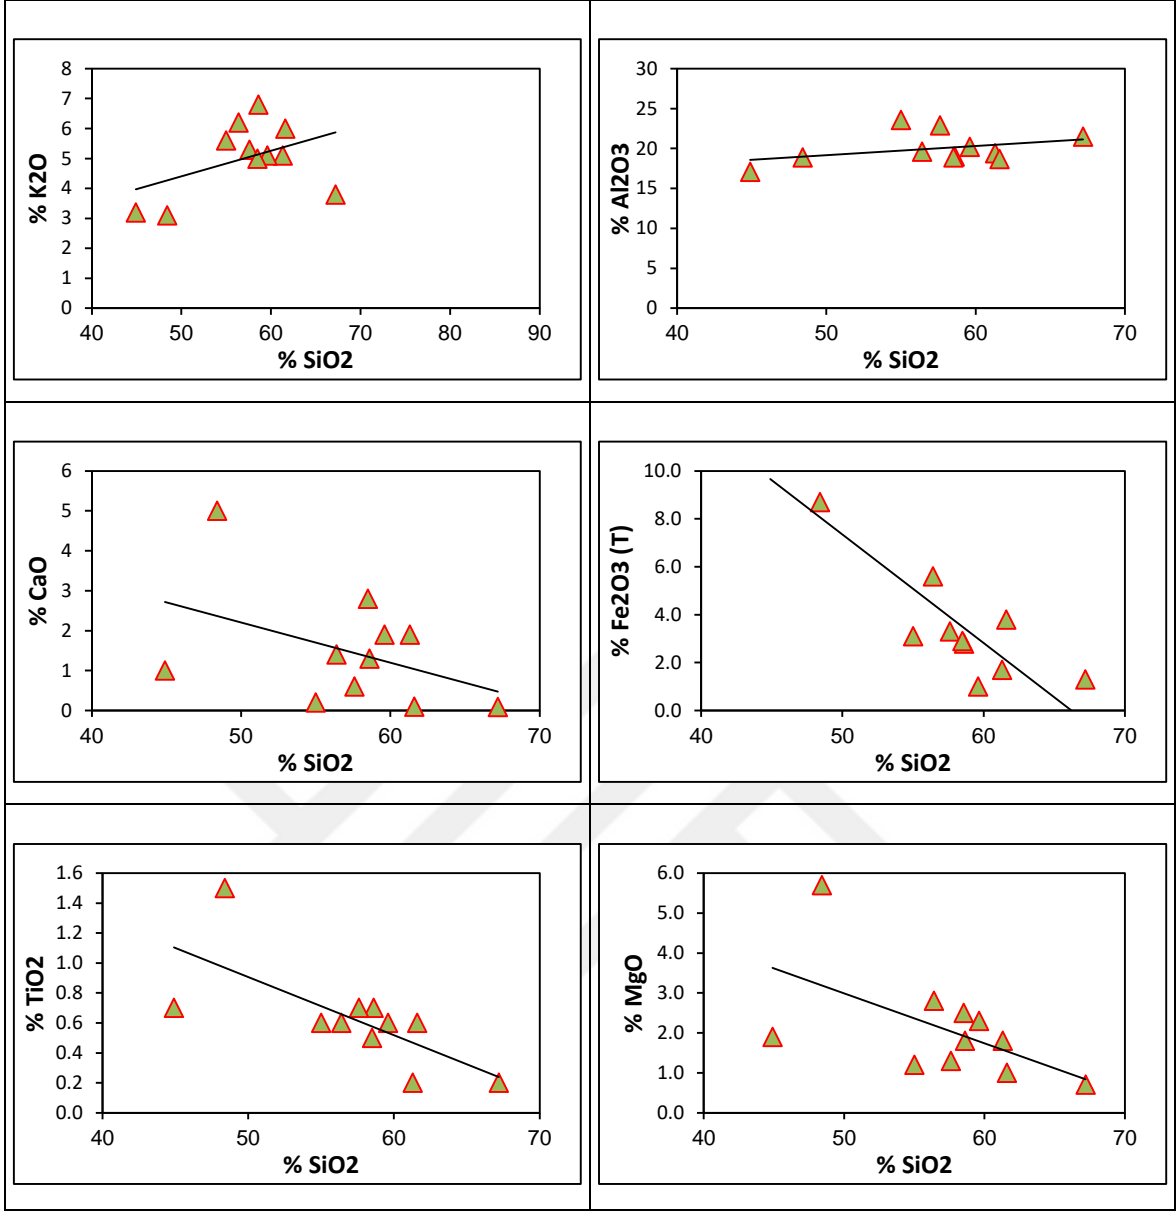 8
7
6
5
4
3
2
1
0
40 50 60 70 80 90
% K2O
% SiO2
30
25
20
15
10
5
0
40 50 60 70
% Al2O3
% SiO2
6
5
4
3
2
1
0
40 50 60 70
% CaO
% SiO2
10.0
8.0
6.0
4.0
2.0
0.0
40 50 60 70
% Fe2O3 (T)
% SiO2
1.6
1.4
1.2
1.0
0.8
0.6
0.4
0.2
0.0
40 50 60 70
% TiO2
% SiO2
6.0
5.0
4.0
3.0
2.0
1.0
0.0
40 50 60 70
% MgO
% SiO2